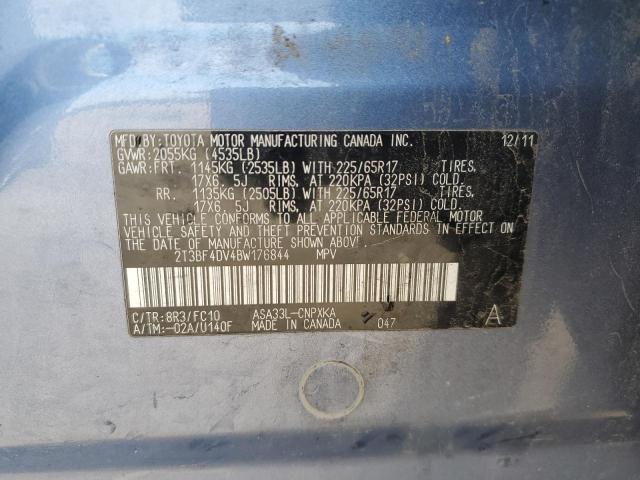 MFD BY: TOYOTA MOTOR MANUFACTURING CANADA INC. 12/11
GVWR: 2055KG (4535LB)
GAWR: FRT. 1145KG (2535LB) WITH 225/65R17 TIRES,
17X6.5J RIMS, AT 220KPA (32PSI) COLD.
RR. 1135KG (2505LB) WITH 225/65R17 TIRES,
17X6.5J RIMS, AT 220KPA (32PSI) COLD.
THIS VEHICLE CONFORMS TO ALL APPLICABLE FEDERAL MOTOR
VEHICLE SAFETY AND THEFT PREVENTION STANDARDS IN EFFECT ON
THE DATE OF MANUFACTURE SHOWN ABOVE.
2T3BF4DV4BW176844 MPV
C/TR: 8R3/FC10 ASA33L-CNPXKA
A/TM:-02A/U140F MADE IN CANADA 047 A